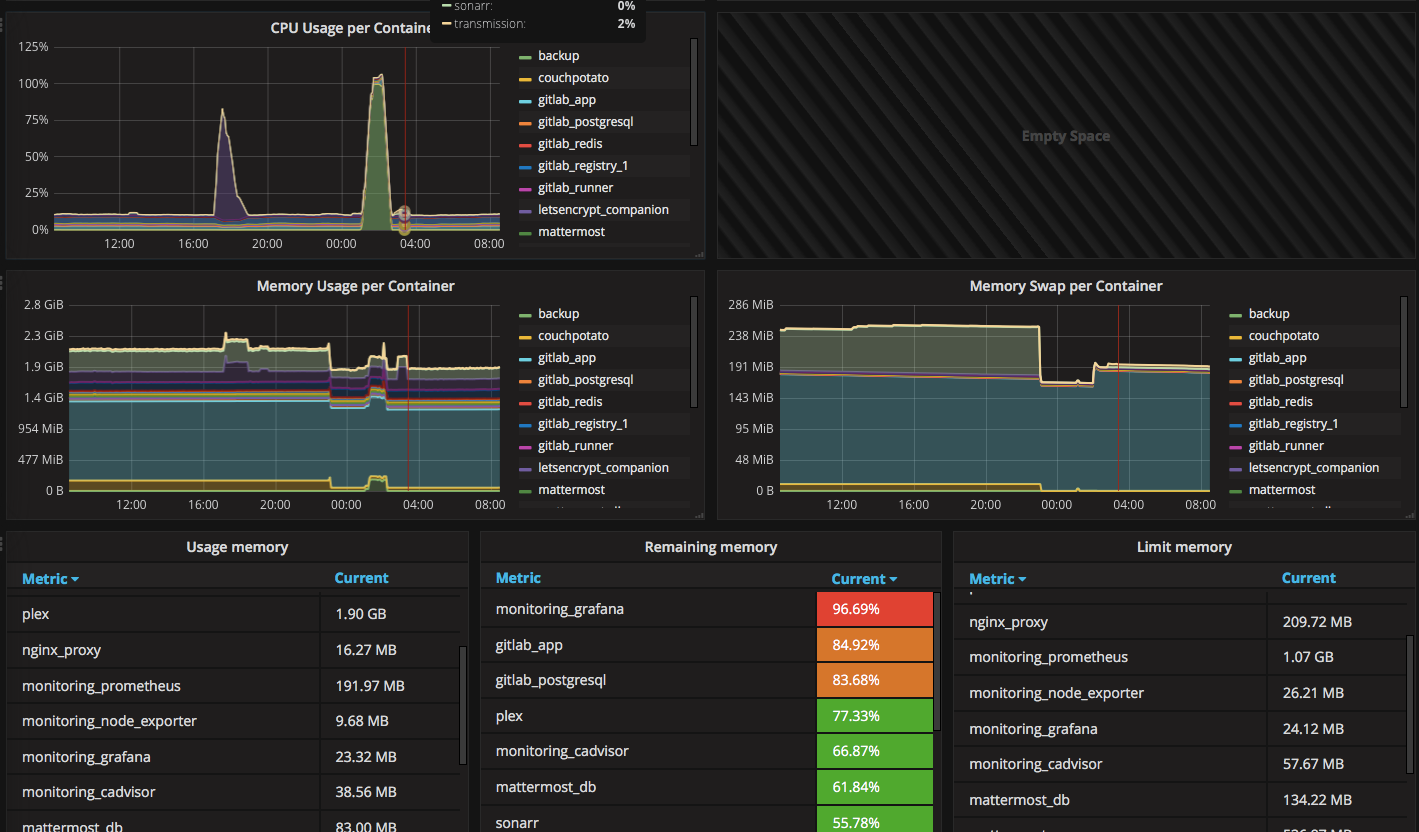 sonarr: 0%
transmission: 2%
CPU Usage per Containe
125%
100%
75%
50%
25%
0%
12:00 16:00 20:00 00:00 04:00 08:00
backup
couchpotato
gitlab_app
gitlab_postgresql
gitlab_redis
gitlab_registry_1
gitlab_runner
letsencrypt_companion
mattermost
Empty Space
Memory Usage per Container
2.8 GiB
2.3 GiB
1.9 GiB
1.4 GiB
954 MiB
477 MiB
0 B
12:00 16:00 20:00 00:00 04:00 08:00
backup
couchpotato
gitlab_app
gitlab_postgresql
gitlab_redis
gitlab_registry_1
gitlab_runner
letsencrypt_companion
mattermost
Memory Swap per Container
286 MiB
238 MiB
191 MiB
143 MiB
95 MiB
48 MiB
0 B
12:00 16:00 20:00 00:00 04:00 08:00
backup
couchpotato
gitlab_app
gitlab_postgresql
gitlab_redis
gitlab_registry_1
gitlab_runner
letsencrypt_companion
mattermost
Usage memory
Metric Current
plex 1.90 GB
nginx_proxy 16.27 MB
monitoring_prometheus 191.97 MB
monitoring_node_exporter 9.68 MB
monitoring_grafana 23.32 MB
monitoring_cadvisor 38.56 MB
mattermost_db 83.00 MB
Remaining memory
Metric Current
monitoring_grafana 96.69%
gitlab_app 84.92%
gitlab_postgresql 83.68%
plex 77.33%
monitoring_cadvisor 66.87%
mattermost_db 61.84%
sonarr 55.78%
Limit memory
Metric Current
nginx_proxy 209.72 MB
monitoring_prometheus 1.07 GB
monitoring_node_exporter 26.21 MB
monitoring_grafana 24.12 MB
monitoring_cadvisor 57.67 MB
mattermost_db 134.22 MB